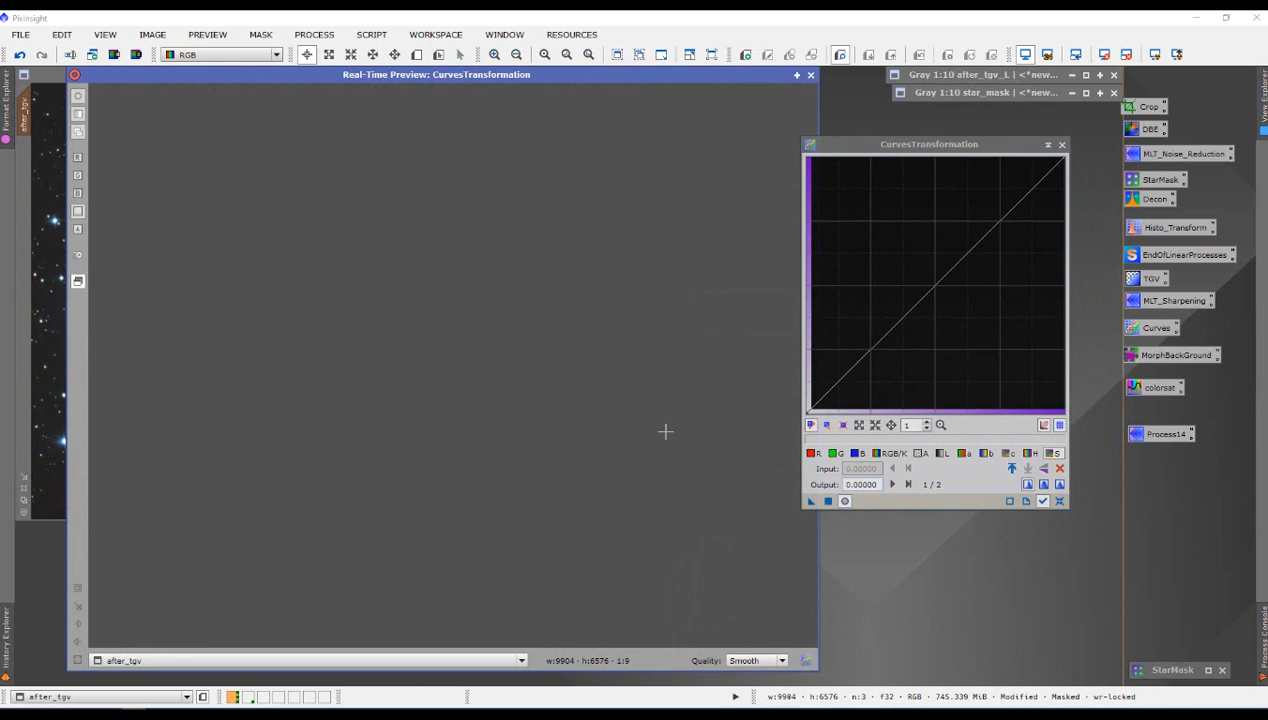 PixInsight
FILE EDIT VIEW IMAGE MASK PREVIEW PROCESS SCRIPT WORKSPACE WINDOW RESOURCES
RGB
Real-Time Preview: CurvesTransformation
Gray 1:10 after_tgv_L | <*new...
Gray 1:10 star_mask | <*new...
Format Explorer
after_tgv
View Explorer
Crop
DBE
MLT_Noise_Reduction
StarMask
Decon
Histo_Transform
EndOfLinearProcesses
TGV
MLT_Sharpening
Curves
MorphBackGround
colorsat
Process14
R
G
B
A
CurvesTransformation
1
R G B RGB/K A L a b c H S
Input: 0.00000
Output: 0.00000 1 / 2
History Explorer
Process Console
after_tgv w:9904 · h:6576 · 1:9 Quality: Smooth
StarMask
after_tgv w:9904 · h:6576 · n:3 · f32 · RGB · 745.339 MiB · Modified · Masked · wr-locked